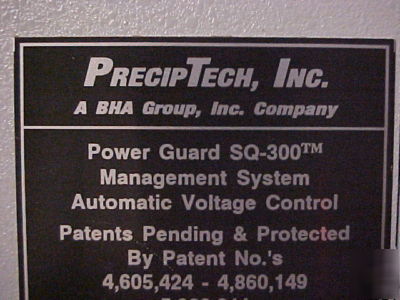 PRECIPTECH, INC.
A BHA Group, Inc. Company
Power Guard SQ-300™
Management System
Automatic Voltage Control
Patents Pending & Protected
By Patent No.'s
4,605,424 - 4,860,149